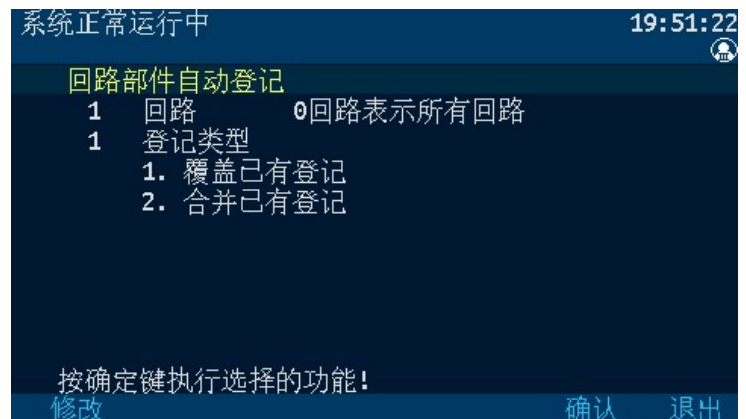 系统正常运行中 19:51:22
回路部件自动登记
1 回路 0回路表示所有回路
1 登记类型
1. 覆盖已有登记
2. 合并已有登记
按确定键执行选择的功能!
修改 确认 退出